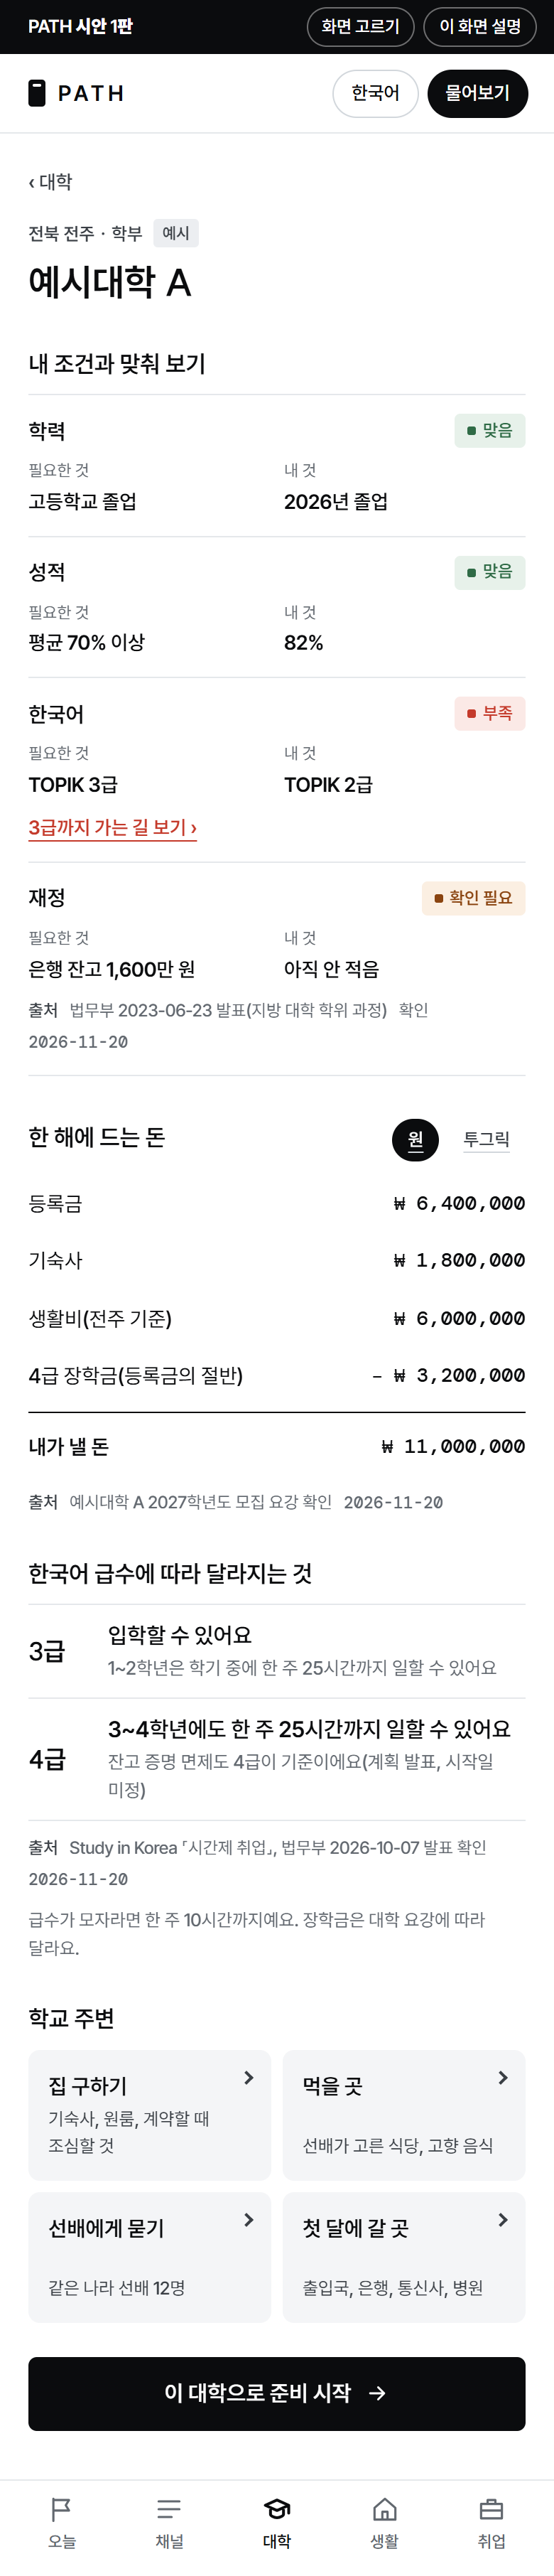 PATH 시안 1판
화면 고르기
이 화면 설명
PATH
한국어
물어보기
‹ 대학
전북 전주 · 학부 예시
예시대학 A
내 조건과 맞춰 보기
학력 맞음
필요한 것 내 것
고등학교 졸업 2026년 졸업
성적 맞음
필요한 것 내 것
평균 70% 이상 82%
한국어 부족
필요한 것 내 것
TOPIK 3급 TOPIK 2급
3급까지 가는 길 보기 ›
재정 확인 필요
필요한 것 내 것
은행 잔고 1,600만 원 아직 안 적음
출처 법무부 2023-06-23 발표(지방 대학 학위 과정) 확인
2026-11-20
한 해에 드는 돈 원 투그릭
등록금 ₩ 6,400,000
기숙사 ₩ 1,800,000
생활비(전주 기준) ₩ 6,000,000
4급 장학금(등록금의 절반) − ₩ 3,200,000
내가 낼 돈 ₩ 11,000,000
출처 예시대학 A 2027학년도 모집 요강 확인 2026-11-20
한국어 급수에 따라 달라지는 것
3급 입학할 수 있어요
1~2학년은 학기 중에 한 주 25시간까지 일할 수 있어요
4급 3~4학년에도 한 주 25시간까지 일할 수 있어요
잔고 증명 면제도 4급이 기준이에요(계획 발표, 시작일
미정)
출처 Study in Korea 「시간제 취업」, 법무부 2026-10-07 발표 확인
2026-11-20
급수가 모자라면 한 주 10시간까지예요. 장학금은 대학 요강에 따라
달라요.
학교 주변
집 구하기
기숙사, 원룸, 계약할 때
조심할 것
먹을 곳
선배가 고른 식당, 고향 음식
선배에게 묻기
같은 나라 선배 12명
첫 달에 갈 곳
출입국, 은행, 통신사, 병원
이 대학으로 준비 시작 →
오늘 채널 대학 생활 취업